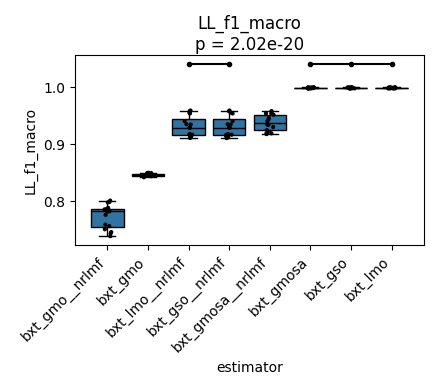 LL_f1_macro
p = 2.02e-20
LL_f1_macro
1.0
0.9
0.8
bxt_gmo__nrlmf
bxt_gmo
bxt_lmo__nrlmf
bxt_gso__nrlmf
bxt_gmosa__nrlmf
bxt_gmosa
bxt_gso
bxt_lmo
estimator